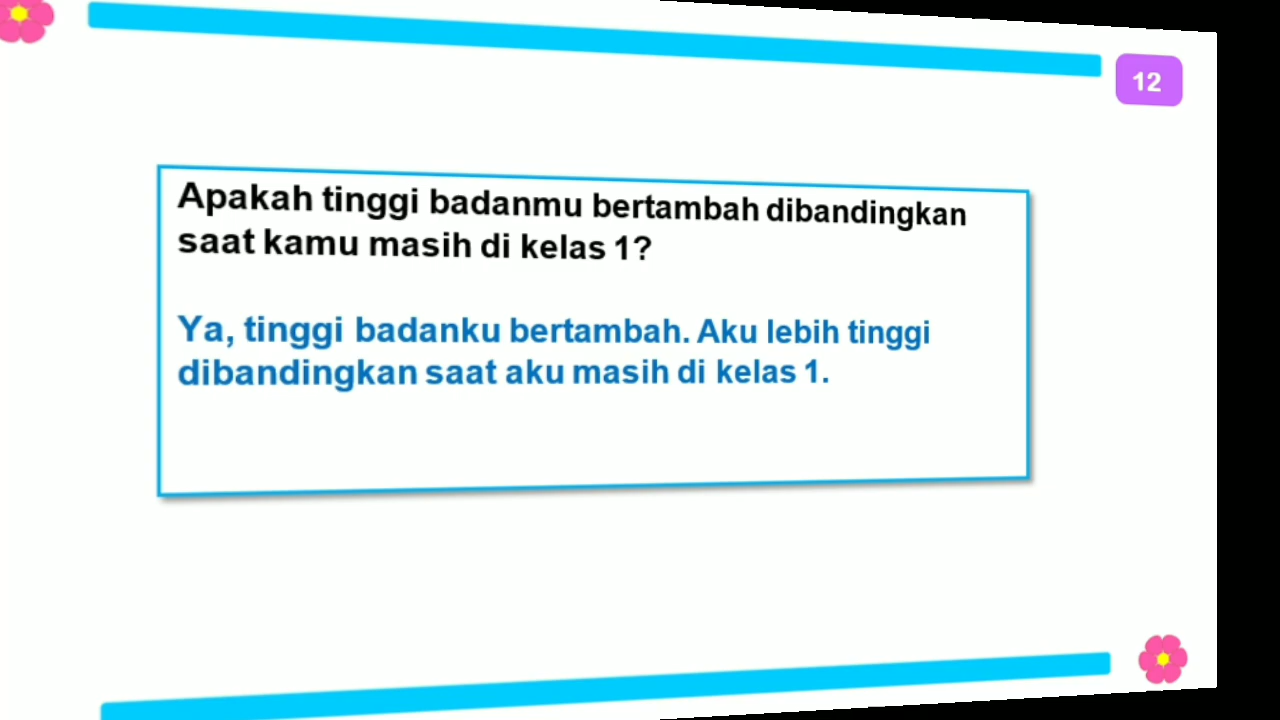 12
Apakah tinggi badanmu bertambah dibandingkan
saat kamu masih di kelas 1?
Ya, tinggi badanku bertambah. Aku lebih tinggi
dibandingkan saat aku masih di kelas 1.